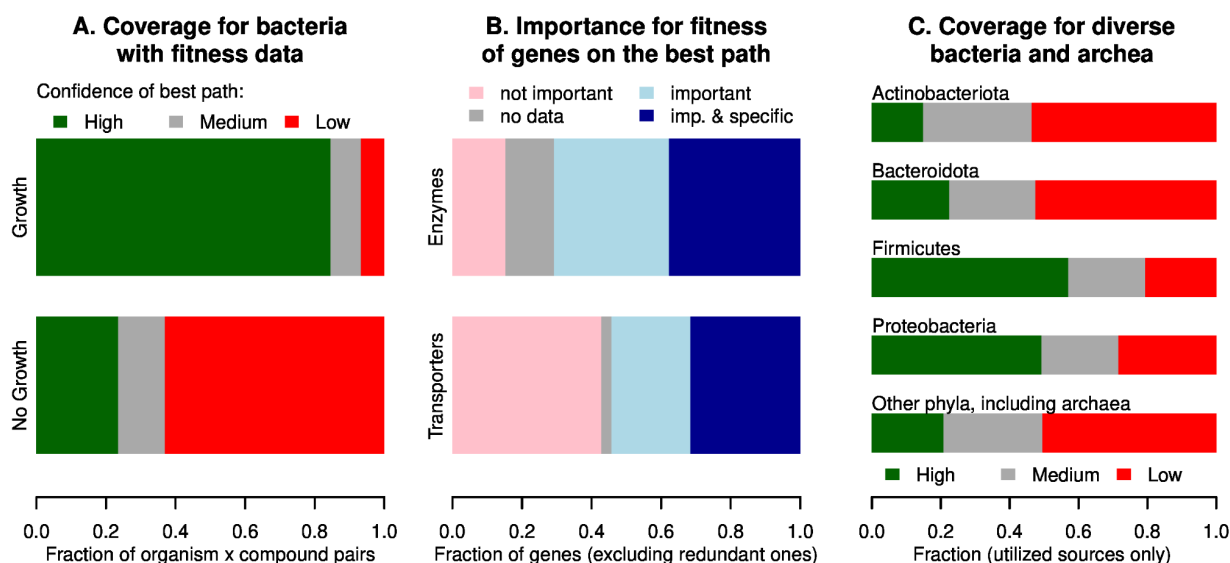 A. Coverage for bacteria
with fitness data
Confidence of best path:
High Medium Low
Growth
No Growth
0.0 0.2 0.4 0.6 0.8 1.0
Fraction of organism x compound pairs
B. Importance for fitness
of genes on the best path
not important important
no data imp. & specific
Enzymes
Transporters
0.0 0.2 0.4 0.6 0.8 1.0
Fraction of genes (excluding redundant ones)
C. Coverage for diverse
bacteria and archea
Actinobacteriota
Bacteroidota
Firmicutes
Proteobacteria
Other phyla, including archaea
High Medium Low
0.0 0.2 0.4 0.6 0.8 1.0
Fraction (utilized sources only)